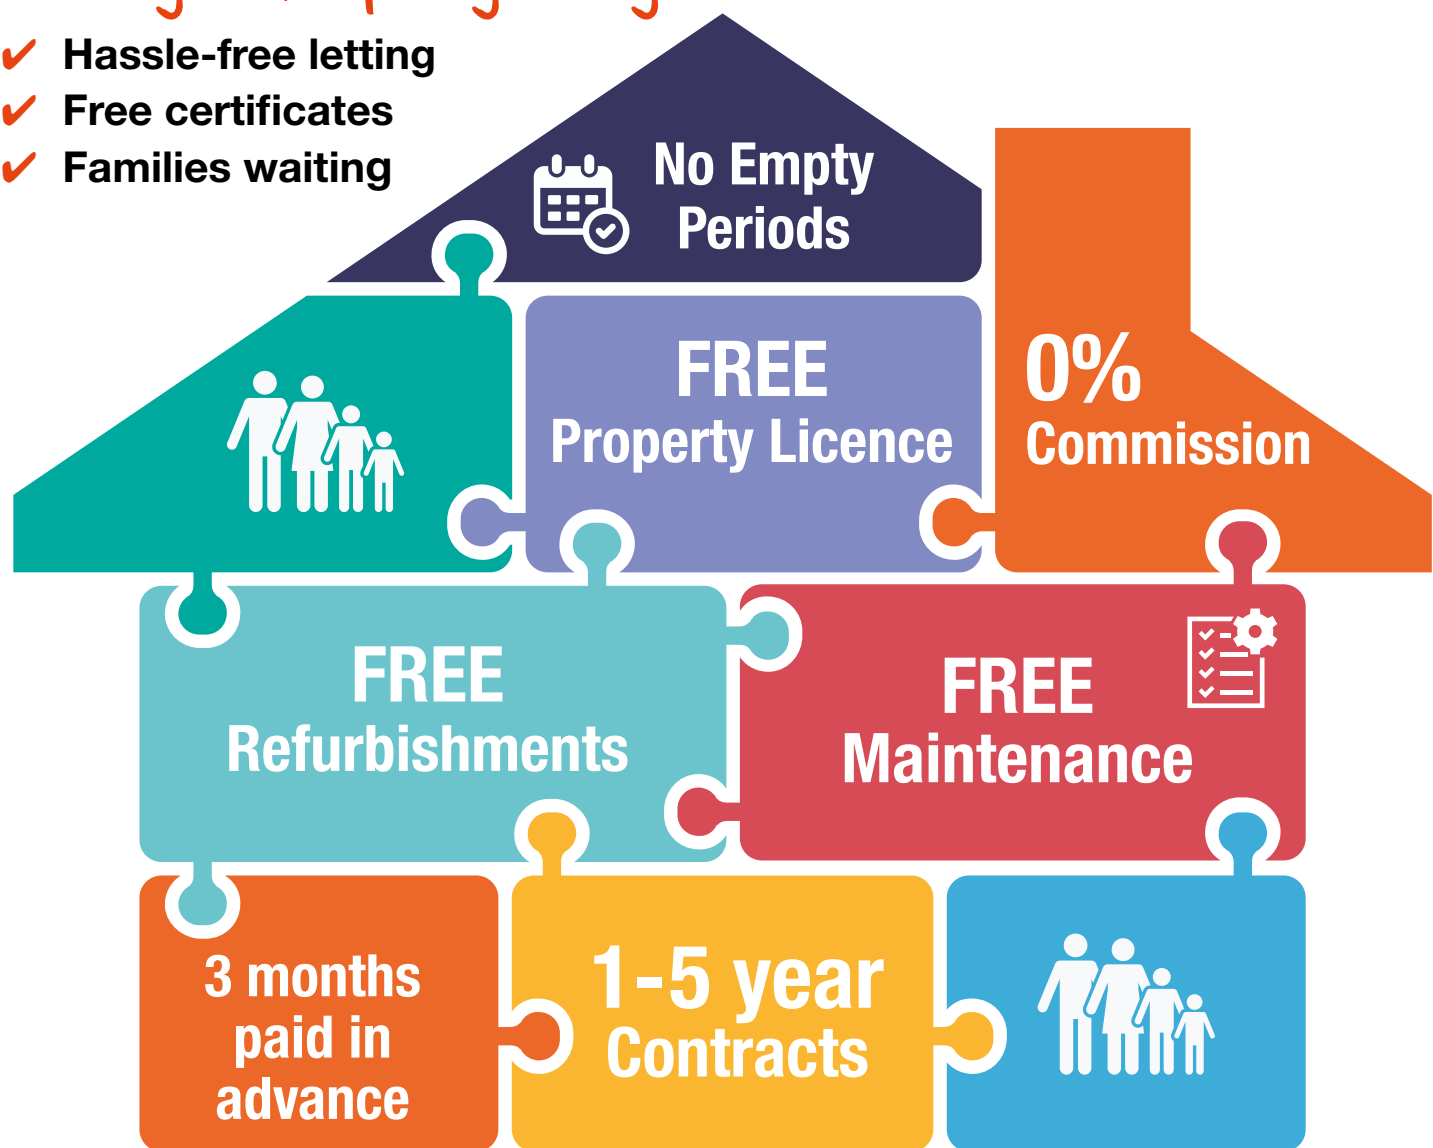 Hassle-free letting
Free certificates
Families waiting
No Empty
Periods
FREE
Property Licence
0%
Commission
FREE
Refurbishments
FREE
Maintenance
3 months
paid in
advance
1-5 year
Contracts